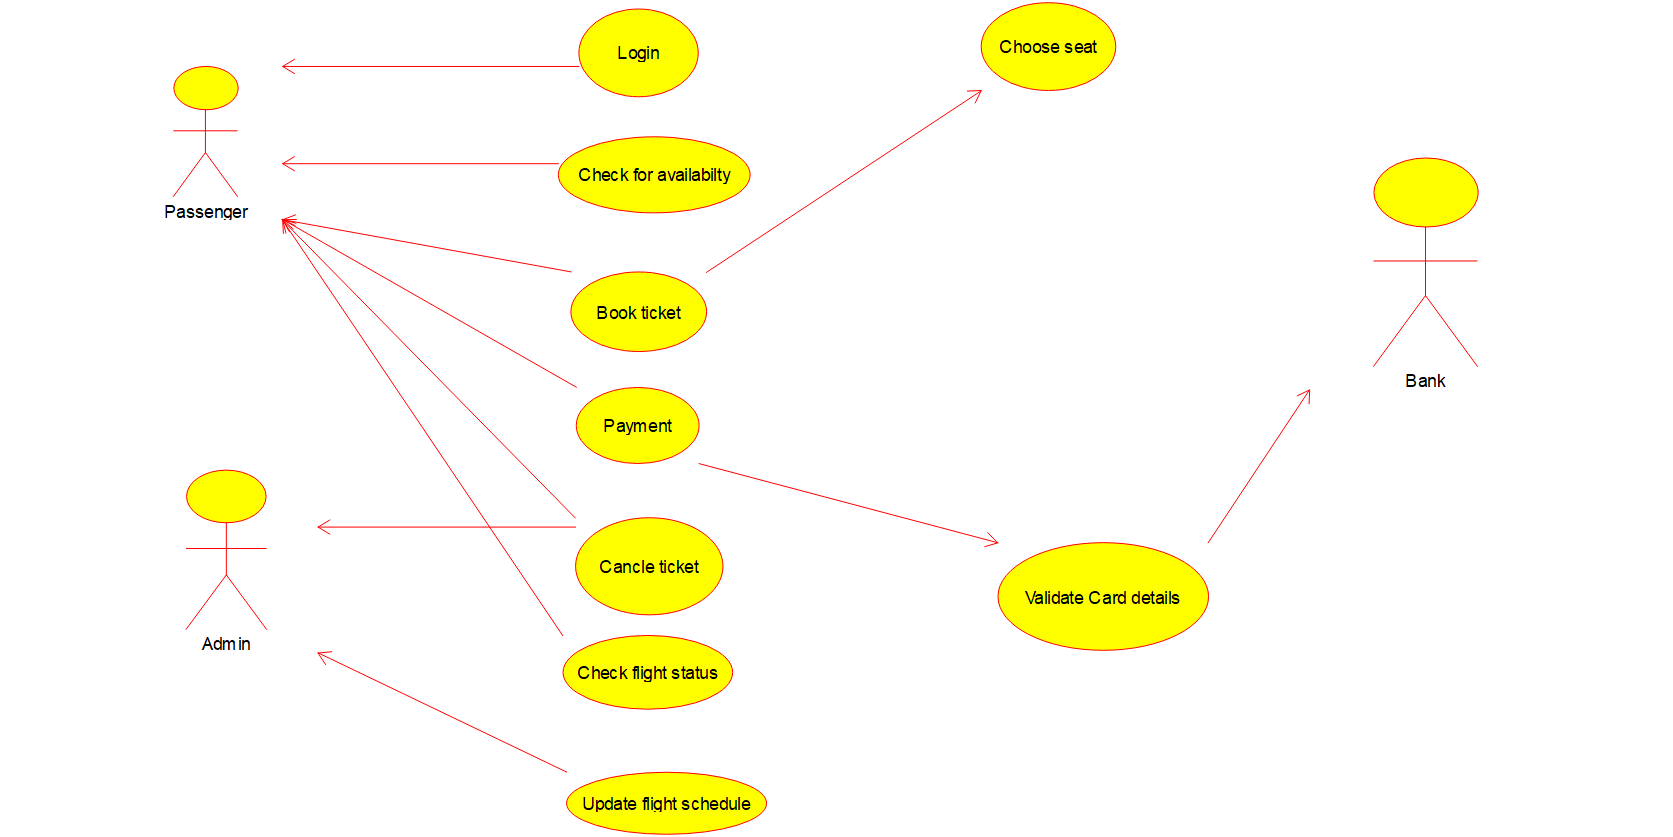 Login
Choose seat
Check for availabilty
Passenger
Book ticket
Bank
Payment
Cancle ticket
Validate Card details
Admin
Check flight status
Update flight schedule